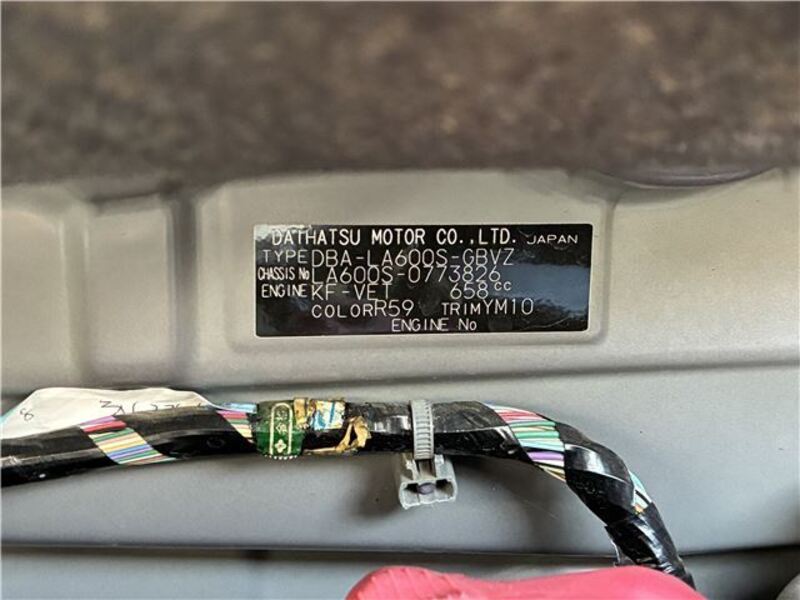 DAIHATSU MOTOR CO.,LTD. JAPAN
TYPE DBA-LA600S-GBVZ
CHASSIS No LA600S-0773826
ENGINE KF-VET 658cc
COLOR R59 TRIM YM10
ENGINE No